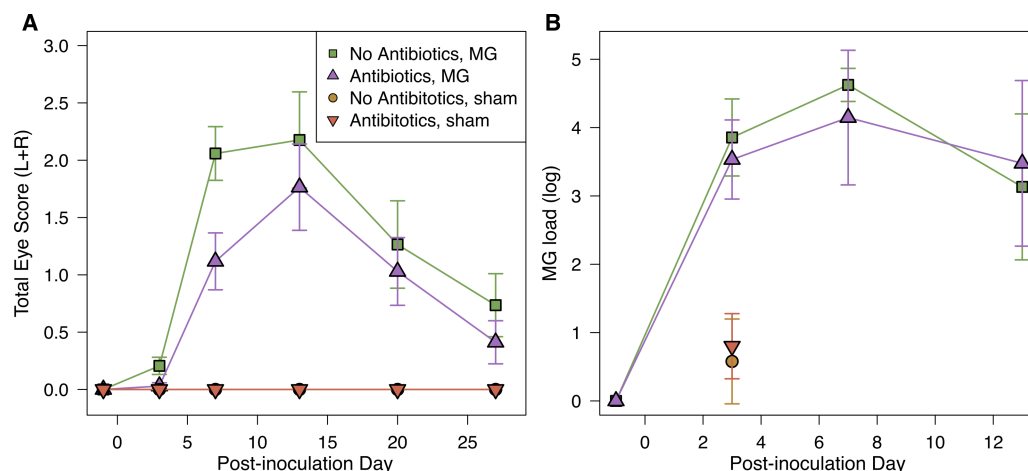 A
3.0
2.5
2.0
1.5
1.0
0.5
0.0
Total Eye Score (L+R)
No Antibiotics, MG
Antibiotics, MG
No Antibitotics, sham
Antibitotics, sham
0 5 10 15 20 25
Post-inoculation Day
B
5
4
3
2
1
0
MG load (log)
0 2 4 6 8 10 12
Post-inoculation Day